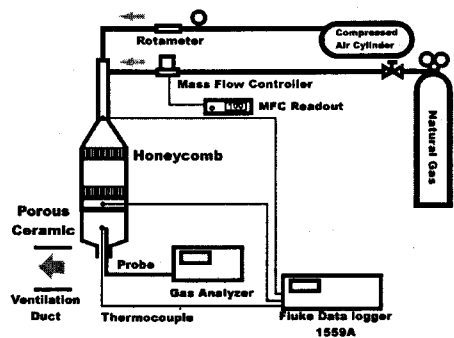 Compressed
Air Cylinder
Rotameter
Mass Flow Controller
MFC Readout
Natural Gas
Honeycomb
Porous
Ceramic
Probe
Gas Analyzer
Ventilation
Duct
Thermocouple
Fluke Data logger
1559A